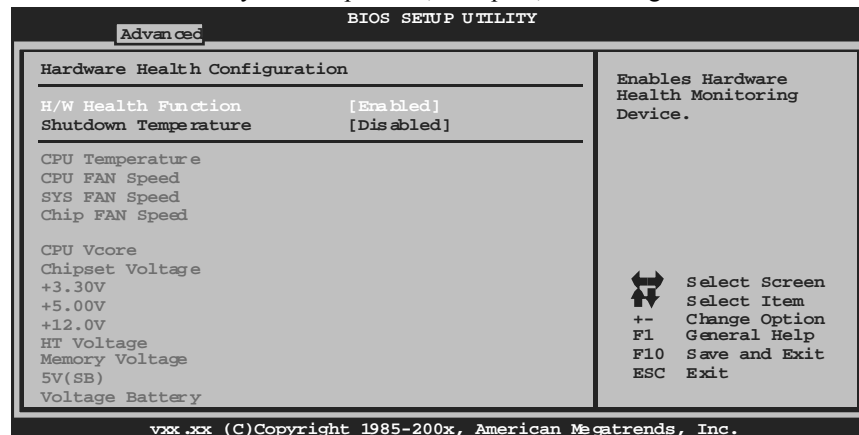 BIOS SETUP UTILITY
Advanced
Hardware Health Configuration
H/W Health Function [Enabled]
Shutdown Temperature [Disabled]
CPU Temperature
CPU FAN Speed
SYS FAN Speed
Chip FAN Speed
CPU Vcore
Chipset Voltage
+3.30V
+5.00V
+12.0V
HT Voltage
Memory Voltage
5V(SB)
Voltage Battery
Enables Hardware
Health Monitoring
Device.
Select Screen
Select Item
+- Change Option
F1 General Help
F10 Save and Exit
ESC Exit
vxx.xx (C)Copyright 1985-200x, American Megatrends, Inc.